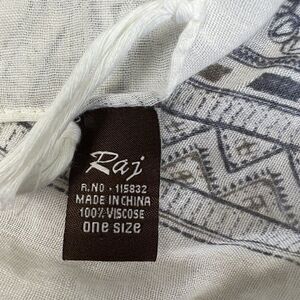 Raj
R.NO · 115832
MADE IN CHINA
100% VISCOSE
one size